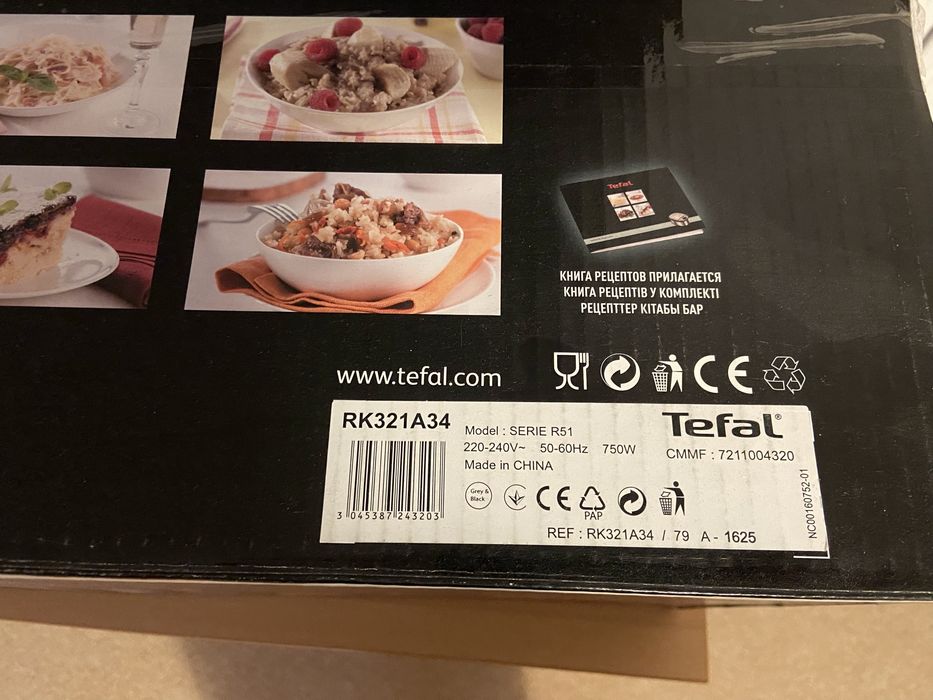 Tefal
КНИГА РЕЦЕПТОВ ПРИЛАГАЕТСЯ
КНИГА РЕЦЕПТІВ У КОМПЛЕКТІ
РЕЦЕПТТЕР КІТАБЫ БАР
www.tefal.com
CE
RK321A34
Model : SERIE R51
220-240V~ 50-60Hz 750W
Made in CHINA
Tefal®
CMMF : 7211004320
Grey &
Black
CE
PAP
3 045387 243203
REF : RK321A34 / 79 A - 1625
NC00160752-01